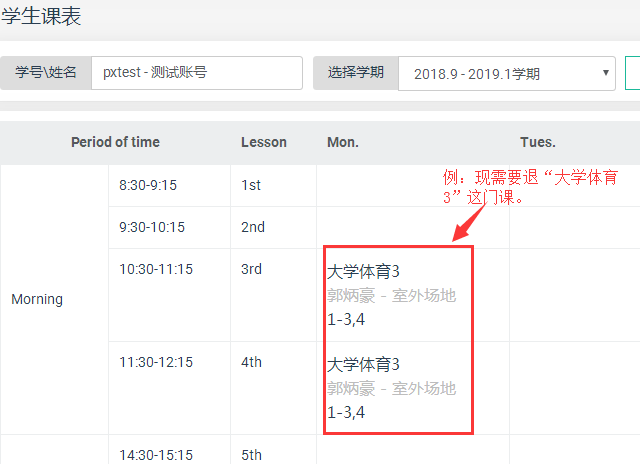 学生课表
学号\姓名 pxtest - 测试账号 选择学期 2018.9 - 2019.1学期
Period of time Lesson Mon. Tues.
例：现需要退“大学体育
3”这门课。
8:30-9:15 1st
9:30-10:15 2nd
10:30-11:15 3rd 大学体育3
郭炳豪 - 室外场地
1-3,4
Morning
11:30-12:15 4th 大学体育3
郭炳豪 - 室外场地
1-3,4
14:30-15:15 5th